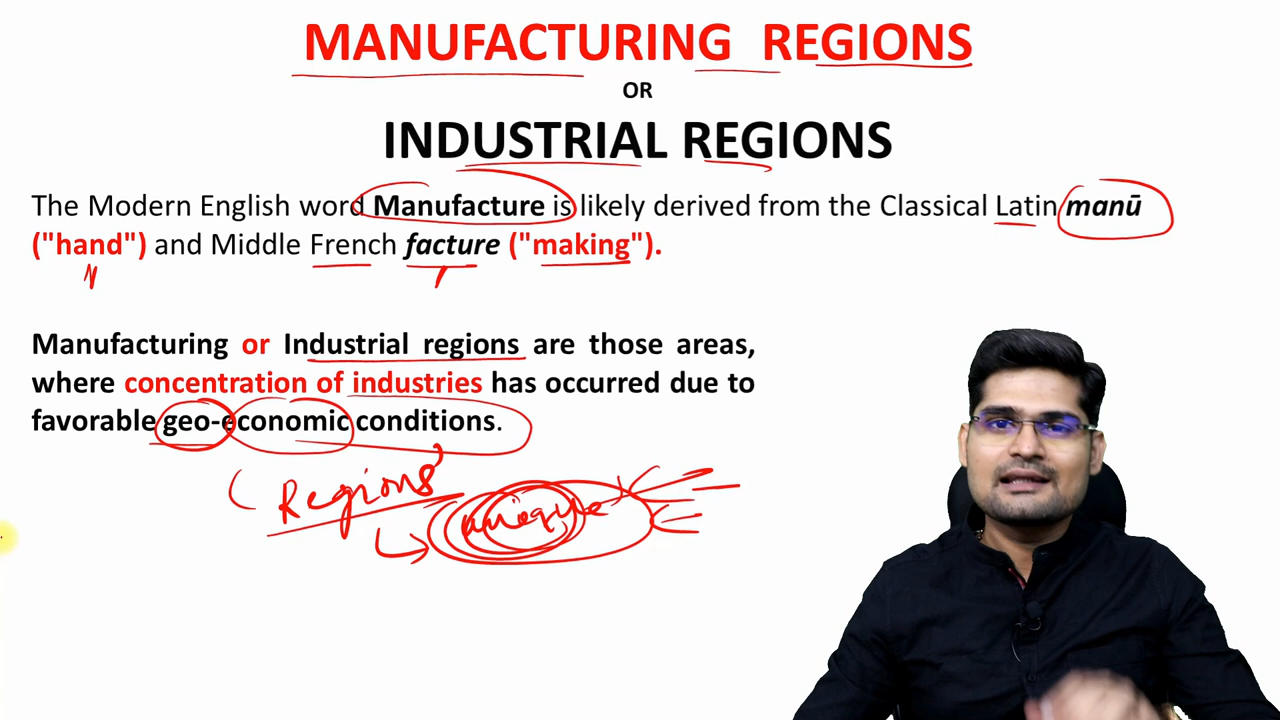 MANUFACTURING REGIONS
OR
INDUSTRIAL REGIONS
The Modern English word Manufacture is likely derived from the Classical Latin manū
("hand") and Middle French facture ("making").
Manufacturing or Industrial regions are those areas,
where concentration of industries has occurred due to
favorable geo-economic conditions.
Regions
unique